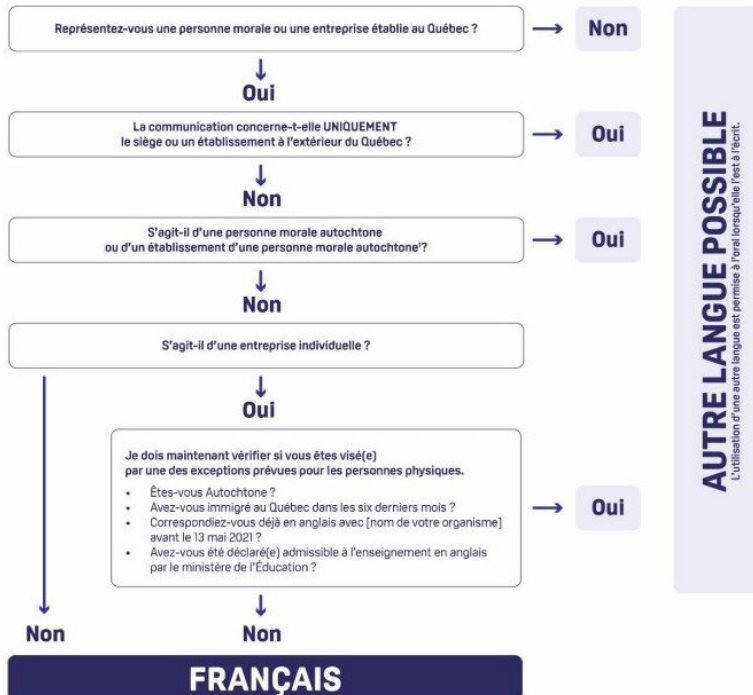 Représentez-vous une personne morale ou une entreprise établie au Québec ?
Non
Oui
La communication concerne-t-elle UNIQUEMENT
le siège ou un établissement à l'extérieur du Québec ?
Oui
Non
S'agit-il d'une personne morale autochtone
ou d'un établissement d'une personne morale autochtone¹?
Oui
Non
S'agit-il d'une entreprise individuelle ?
Oui
Je dois maintenant vérifier si vous êtes visé(e)
par une des exceptions prévues pour les personnes physiques.
• Êtes-vous Autochtone ?
• Avez-vous immigré au Québec dans les six derniers mois ?
• Correspondiez-vous déjà en anglais avec [nom de votre organisme]
avant le 13 mai 2021 ?
• Avez-vous été déclaré(e) admissible à l'enseignement en anglais
par le ministère de l'Éducation ?
Oui
Non
Non
FRANÇAIS
AUTRE LANGUE POSSIBLE
L'utilisation d'une autre langue est permise à l'oral lorsqu'elle l'est à l'écrit.